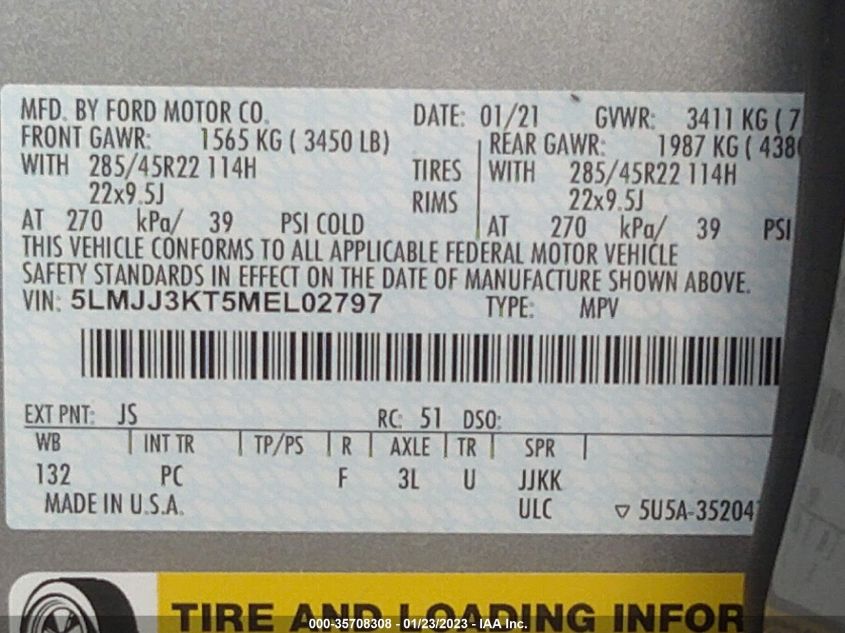 MFD. BY FORD MOTOR CO. DATE: 01/21 GVWR: 3411 KG ( 7
FRONT GAWR: 1565 KG ( 3450 LB) REAR GAWR: 1987 KG ( 438
WITH 285/45R22 114H TIRES WITH 285/45R22 114H
22x9.5J RIMS 22x9.5J
AT 270 kPa/ 39 PSI COLD AT 270 kPa/ 39 PSI
THIS VEHICLE CONFORMS TO ALL APPLICABLE FEDERAL MOTOR VEHICLE
SAFETY STANDARDS IN EFFECT ON THE DATE OF MANUFACTURE SHOWN ABOVE.
VIN: 5LMJJ3KT5MEL02797 TYPE: MPV
EXT PNT: JS RC: 51 DSO:
WB INT TR TP/PS R AXLE TR SPR
132 PC F 3L U JJKK
MADE IN U.S.A. ULC ▽ 5U5A-35204
TIRE AND LOADING INFOR
000-35708308 - 01/23/2023 - IAA Inc.